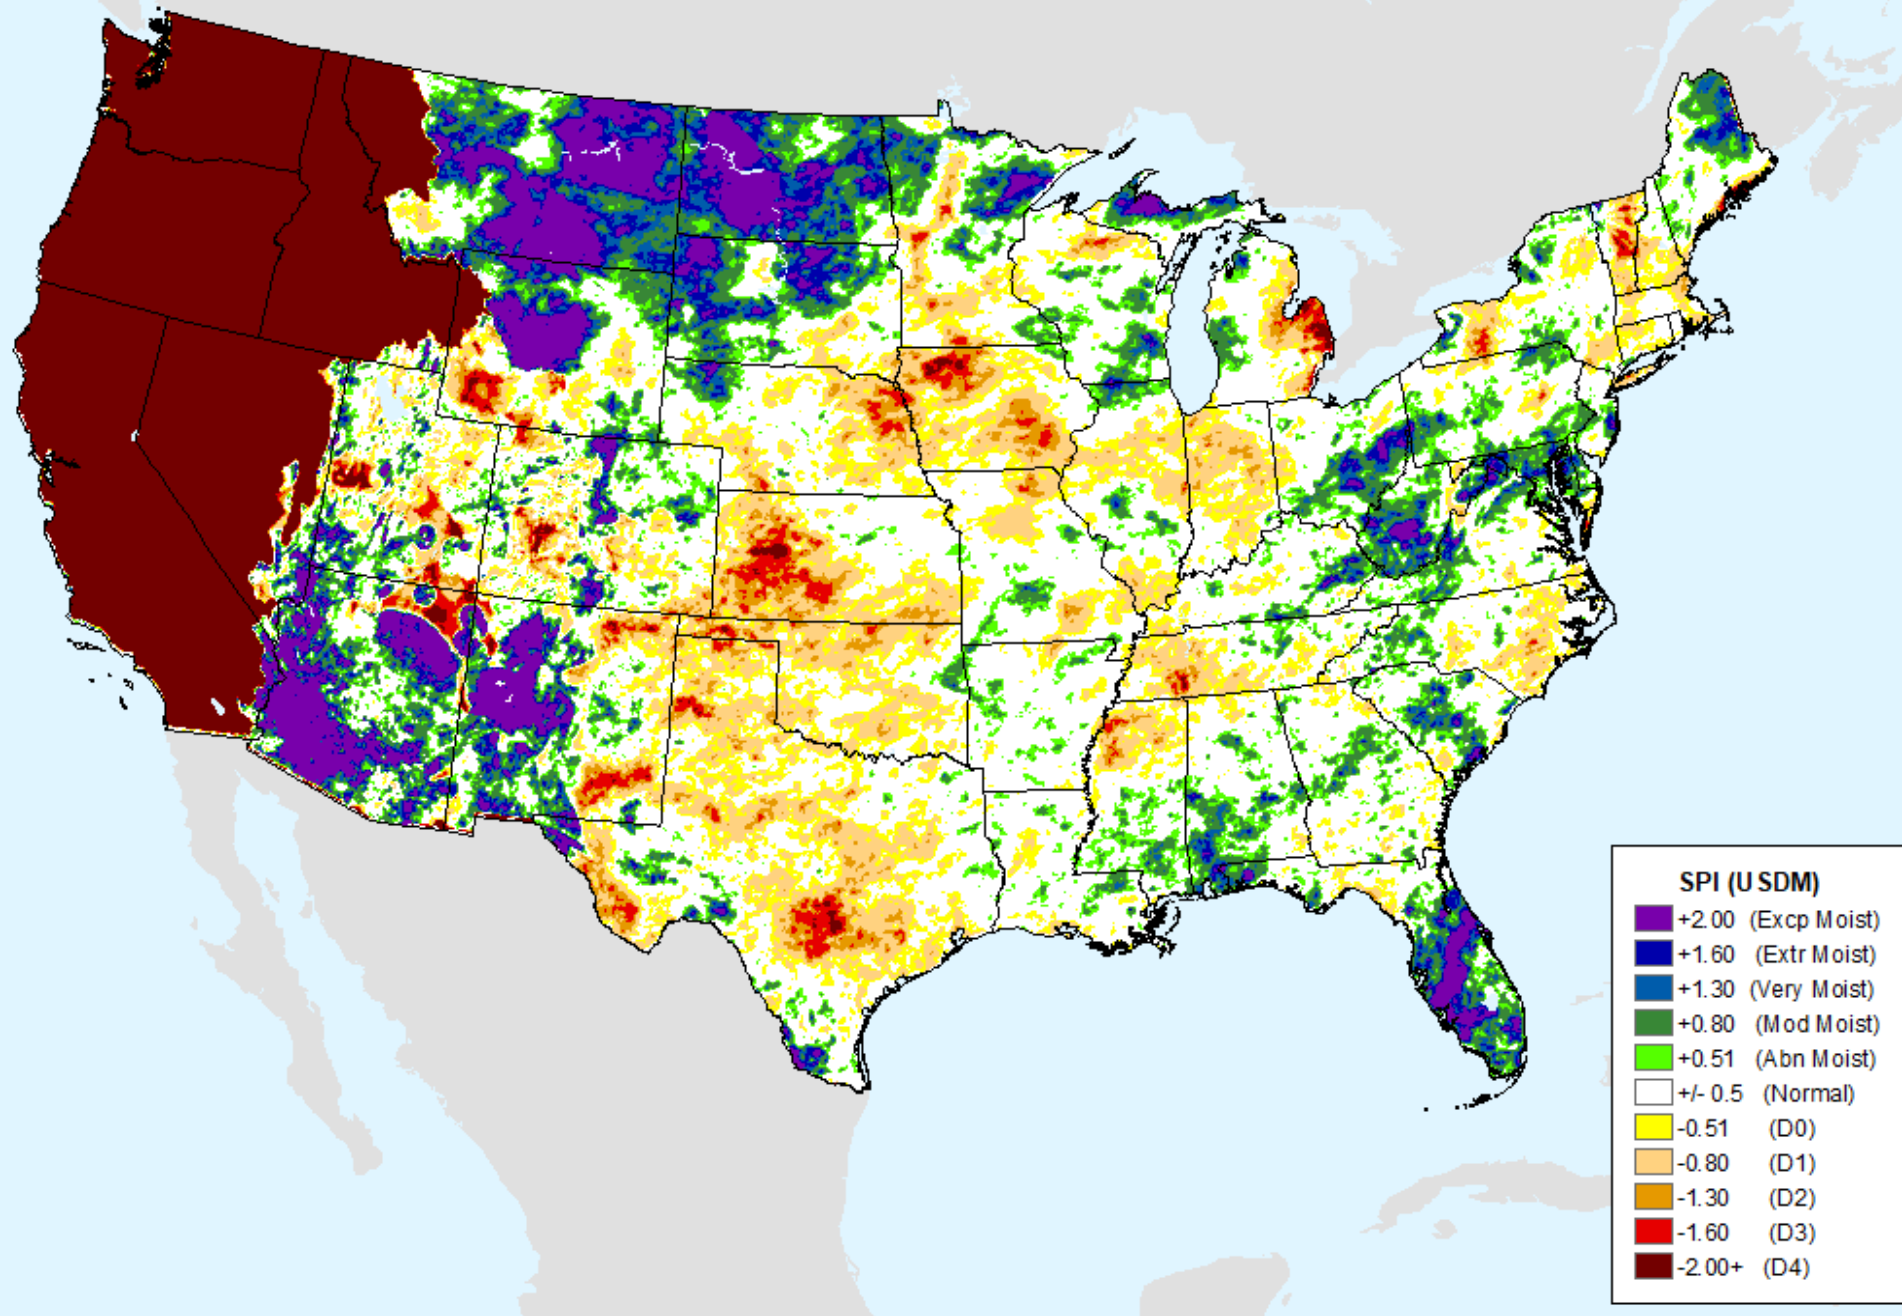 SPI (USDM)
+2.00 (Excp Moist)
+1.60 (Extr Moist)
+1.30 (Very Moist)
+0.80 (Mod Moist)
+0.51 (Abn Moist)
+/- 0.5 (Normal)
-0.51 (D0)
-0.80 (D1)
-1.30 (D2)
-1.60 (D3)
-2.00+ (D4)